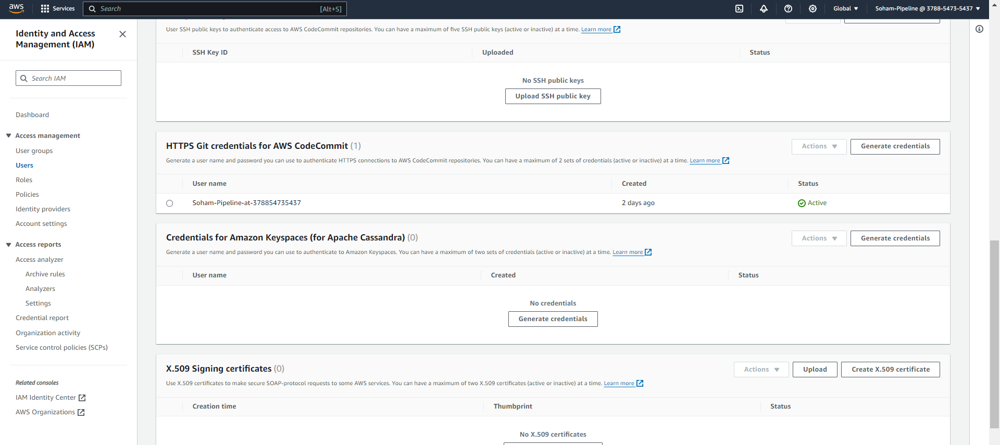 aws
Services
Search
[Alt+S]
Global
Soham-Pipeline @ 3788-5473-5437
Identity and Access
Management (IAM)
Search IAM
Dashboard
Access management
User groups
Users
Roles
Policies
Identity providers
Account settings
Access reports
Access analyzer
Archive rules
Analyzers
Settings
Credential report
Organization activity
Service control policies (SCPs)
Related consoles
IAM Identity Center
AWS Organizations
User SSH public keys to authenticate access to AWS CodeCommit repositories. You can have a maximum of five SSH public keys (active or inactive) at a time. Learn more
SSH Key ID Uploaded Status
No SSH public keys
Upload SSH public key
HTTPS Git credentials for AWS CodeCommit (1)
Actions
Generate credentials
Generate a user name and password you can use to authenticate HTTPS connections to AWS CodeCommit repositories. You can have a maximum of 2 sets of credentials (active or inactive) at a time. Learn more
User name Created Status
Soham-Pipeline-at-378854735437 2 days ago Active
Credentials for Amazon Keyspaces (for Apache Cassandra) (0)
Actions
Generate credentials
Generate a user name and password you can use to authenticate to Amazon Keyspaces. You can have a maximum of two sets of credentials (active or inactive) at a time. Learn more
User name Created Status
No credentials
Generate credentials
X.509 Signing certificates (0)
Actions
Upload
Create X.509 certificate
Use X.509 certificates to make secure SOAP-protocol requests to some AWS services. You can have a maximum of two X.509 certificates (active or inactive) at a time. Learn more
Creation time Thumbprint Status
No X.509 certificates